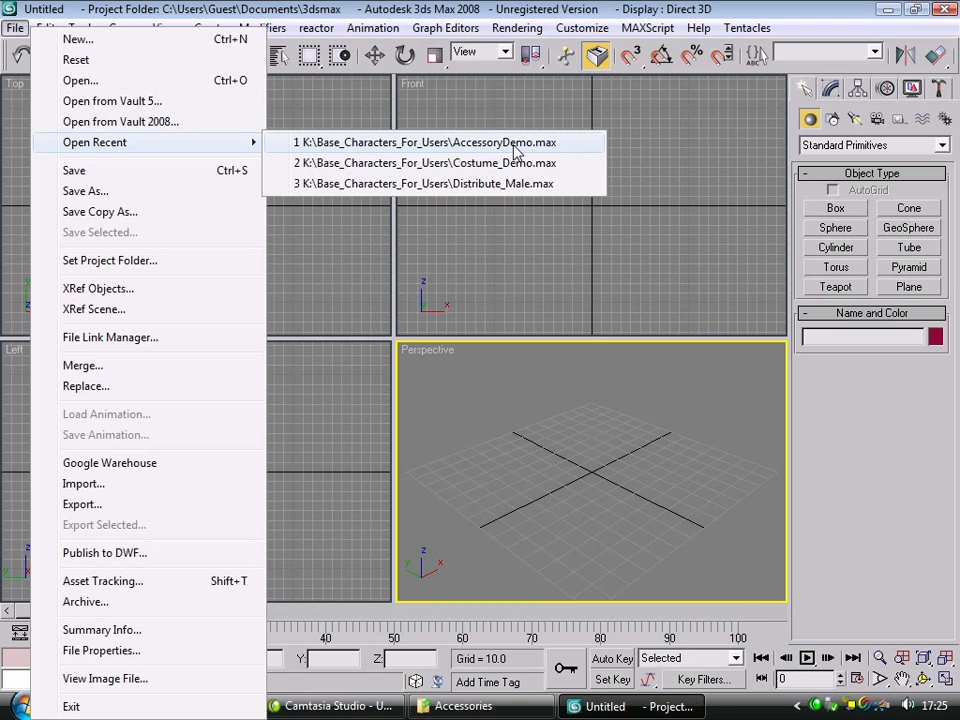 Untitled - Project Folder: C:\Users\Guest\Documents\3dsmax - Autodesk 3ds Max 2008 - Unregistered Version - Display : Direct 3D
File Modifiers reactor Animation Graph Editors Rendering Customize MAXScript Help Tentacles
View
New... Ctrl+N
Reset
Open... Ctrl+O
Open from Vault 5...
Open from Vault 2008...
Open Recent
1 K:\Base_Characters_For_Users\AccessoryDemo.max
2 K:\Base_Characters_For_Users\Costume_Demo.max
3 K:\Base_Characters_For_Users\Distribute_Male.max
Save Ctrl+S
Save As...
Save Copy As...
Save Selected...
Set Project Folder...
XRef Objects...
XRef Scene...
File Link Manager...
Merge...
Replace...
Load Animation...
Save Animation...
Google Warehouse
Import...
Export...
Export Selected...
Publish to DWF...
Asset Tracking... Shift+T
Archive...
Summary Info...
File Properties...
View Image File...
Exit
Top
Front
z
x
Left
Perspective
z
y
x
Standard Primitives
- Object Type
AutoGrid
Box Cone
Sphere GeoSphere
Cylinder Tube
Torus Pyramid
Teapot Plane
- Name and Color
40 50 60 70 80 90 100
Y: Z: Grid = 10.0
Add Time Tag
Auto Key Selected
Set Key Key Filters...
0
Camtasia Studio - U...
Accessories
Untitled - Project...
17:25